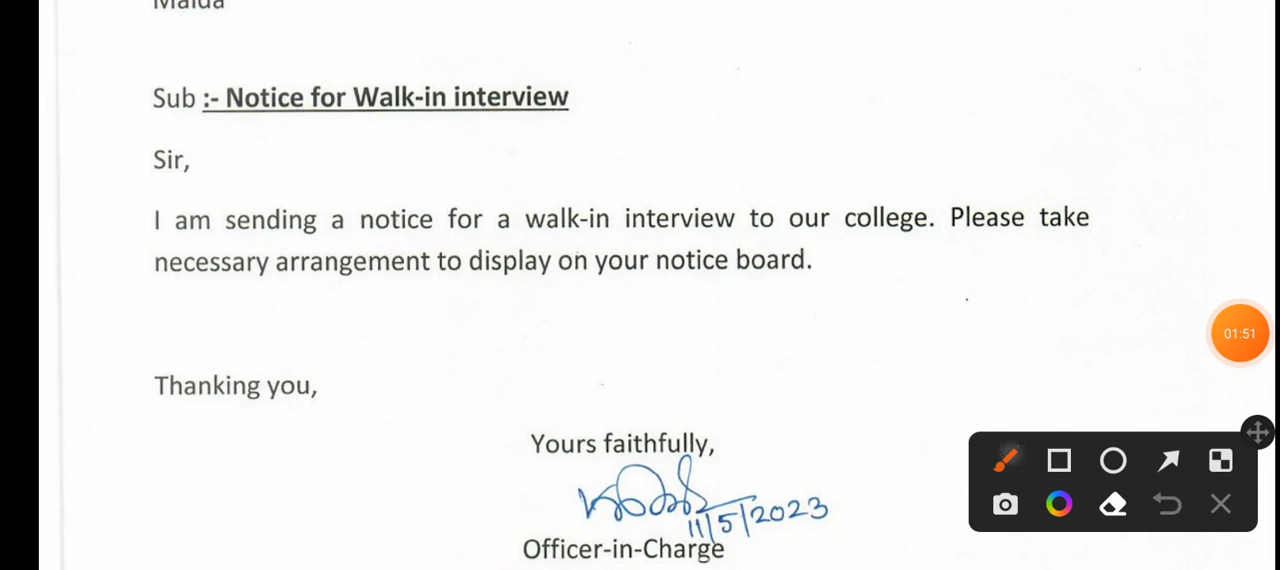 Sub :- Notice for Walk-in interview
Sir,
I am sending a notice for a walk-in interview to our college. Please take
necessary arrangement to display on your notice board.
01:51
Thanking you,
Yours faithfully,
11/5/2023
Officer-in-Charge